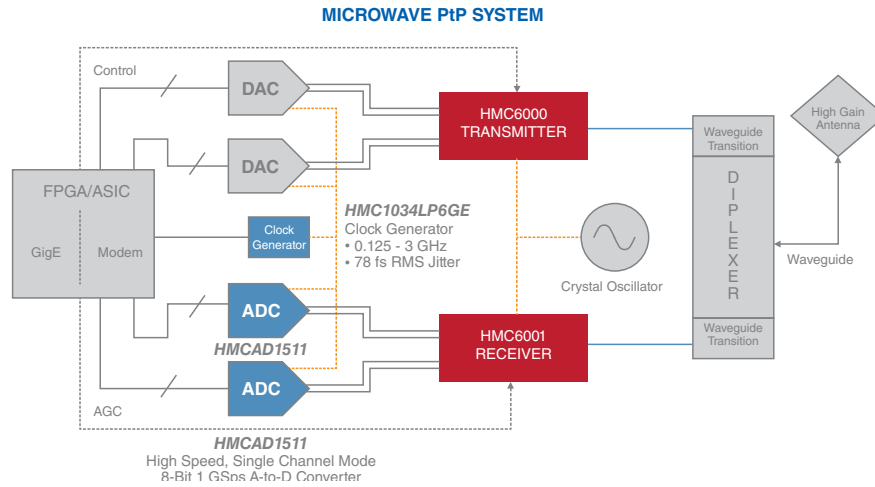 MICROWAVE PtP SYSTEM
Control
DAC
HMC6000
TRANSMITTER
Waveguide
Transition
High Gain
Antenna
DAC
FPGA/ASIC
GigE
Modem
Clock
Generator
HMC1034LP6GE
Clock Generator
• 0.125 - 3 GHz
• 78 fs RMS Jitter
Crystal Oscillator
DIPLEXER
Waveguide
ADC
HMCAD1511
HMC6001
RECEIVER
Waveguide
Transition
ADC
AGC
HMCAD1511
High Speed, Single Channel Mode
8-Bit 1 GSps A-to-D Converter